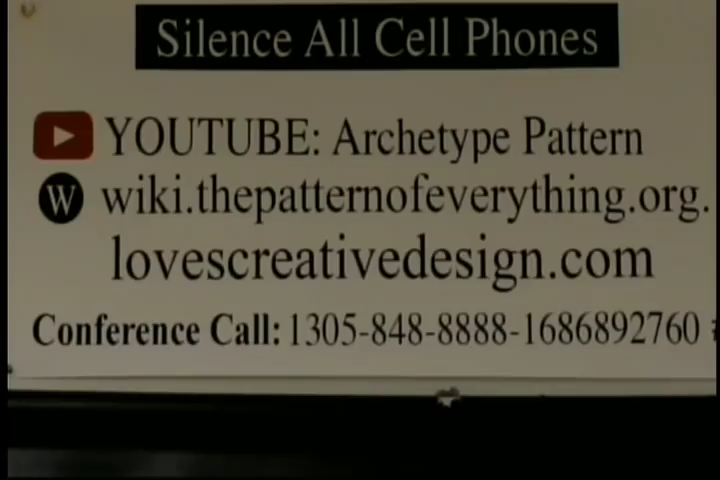 Silence All Cell Phones
YOUTUBE: Archetype Pattern
W wiki.thepatternofeverything.org.
lovescreativedesign.com
Conference Call: 1305-848-8888-1686892760